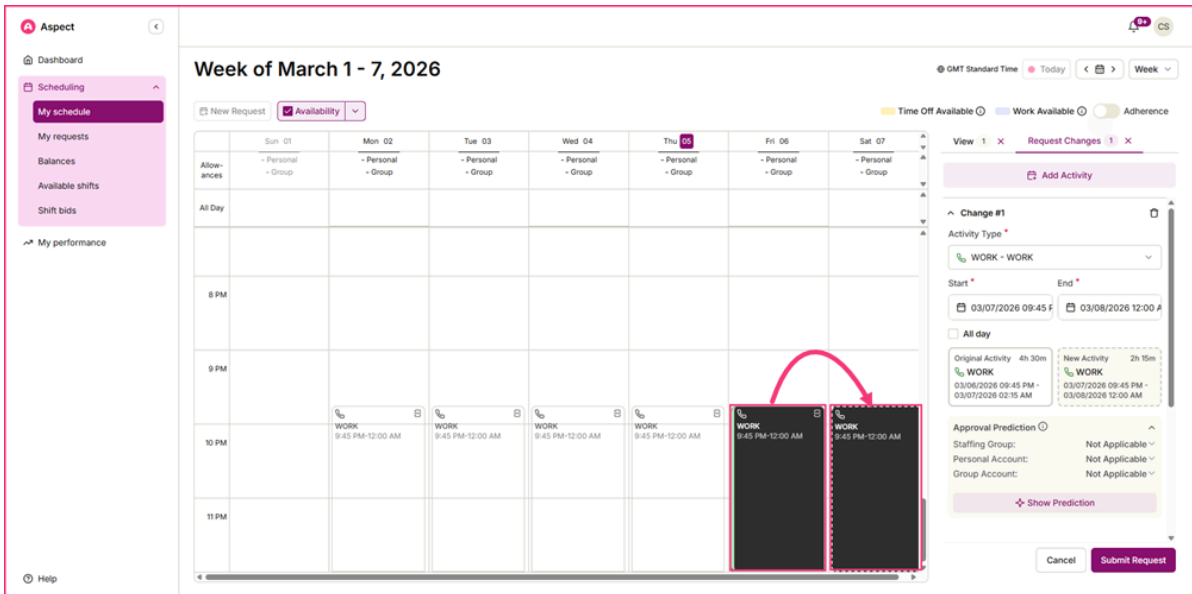 Aspect
9+
CS
Dashboard
Scheduling
My schedule
My requests
Balances
Available shifts
Shift bids
My performance
Help
Week of March 1 - 7, 2026
GMT Standard Time
Today
Week
New Request
Availability
Time Off Available
Work Available
Adherence
Sun 01
Mon 02
Tue 03
Wed 04
Thu 05
Fri 06
Sat 07
Allow-
ances
- Personal
- Group
- Personal
- Group
- Personal
- Group
- Personal
- Group
- Personal
- Group
- Personal
- Group
- Personal
- Group
All Day
8 PM
9 PM
10 PM
11 PM
WORK
9:45 PM-12:00 AM
WORK
9:45 PM-12:00 AM
WORK
9:45 PM-12:00 AM
WORK
9:45 PM-12:00 AM
WORK
9:45 PM-12:00 AM
WORK
9:45 PM-12:00 AM
View 1
Request Changes 1
Add Activity
Change #1
Activity Type *
WORK - WORK
Start *
End *
03/07/2026 09:45
03/08/2026 12:00
All day
Original Activity 4h 30m
WORK
03/06/2026 09:45 PM -
03/07/2026 02:15 AM
New Activity 2h 15m
WORK
03/07/2026 09:45 PM -
03/08/2026 12:00 AM
Approval Prediction
Staffing Group: Not Applicable
Personal Account: Not Applicable
Group Account: Not Applicable
Show Prediction
Cancel
Submit Request